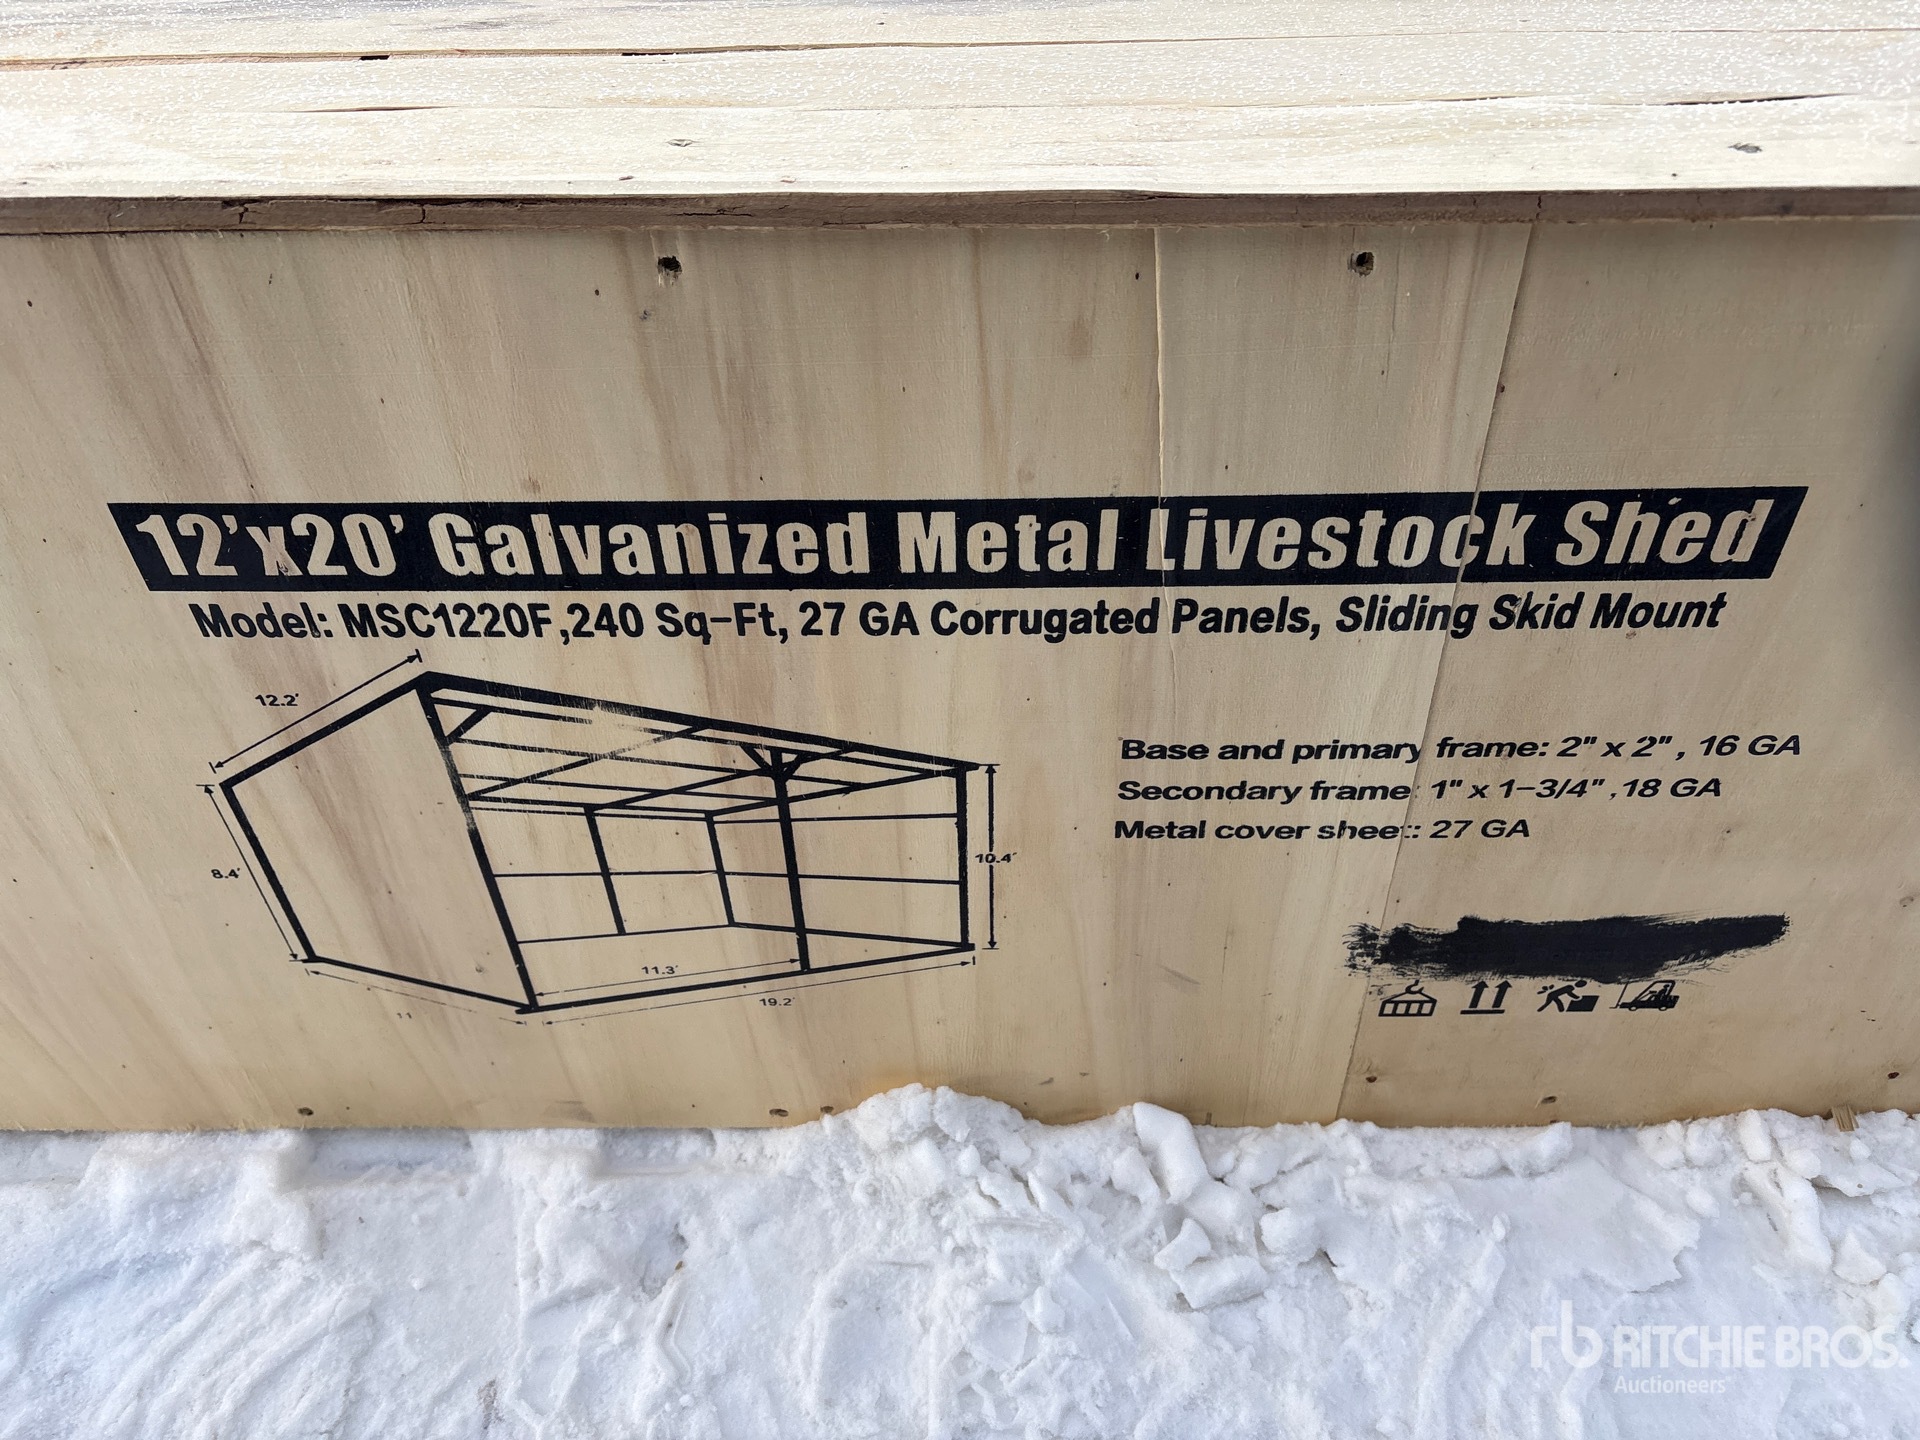 12'x20' Galvanized Metal Livestock Shed
Model: MSC1220F,240 Sq-Ft, 27 GA Corrugated Panels, Sliding Skid Mount
12.2'
8.4'
10.4'
11.3'
19.2'
11
Base and primary frame: 2" x 2", 16 GA
Secondary frame: 1" x 1-3/4", 18 GA
Metal cover sheet: 27 GA
rb RITCHIE BROS.
Auctioneers